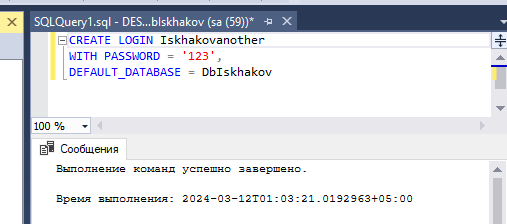 SQLQuery1.sql - DES...bIskhakov (sa (59))*
CREATE LOGIN Iskhakovanother
WITH PASSWORD = '123',
DEFAULT_DATABASE = DbIskhakov
100 %
Сообщения
Выполнение команд успешно завершено.
Время выполнения: 2024-03-12T01:03:21.0192963+05:00